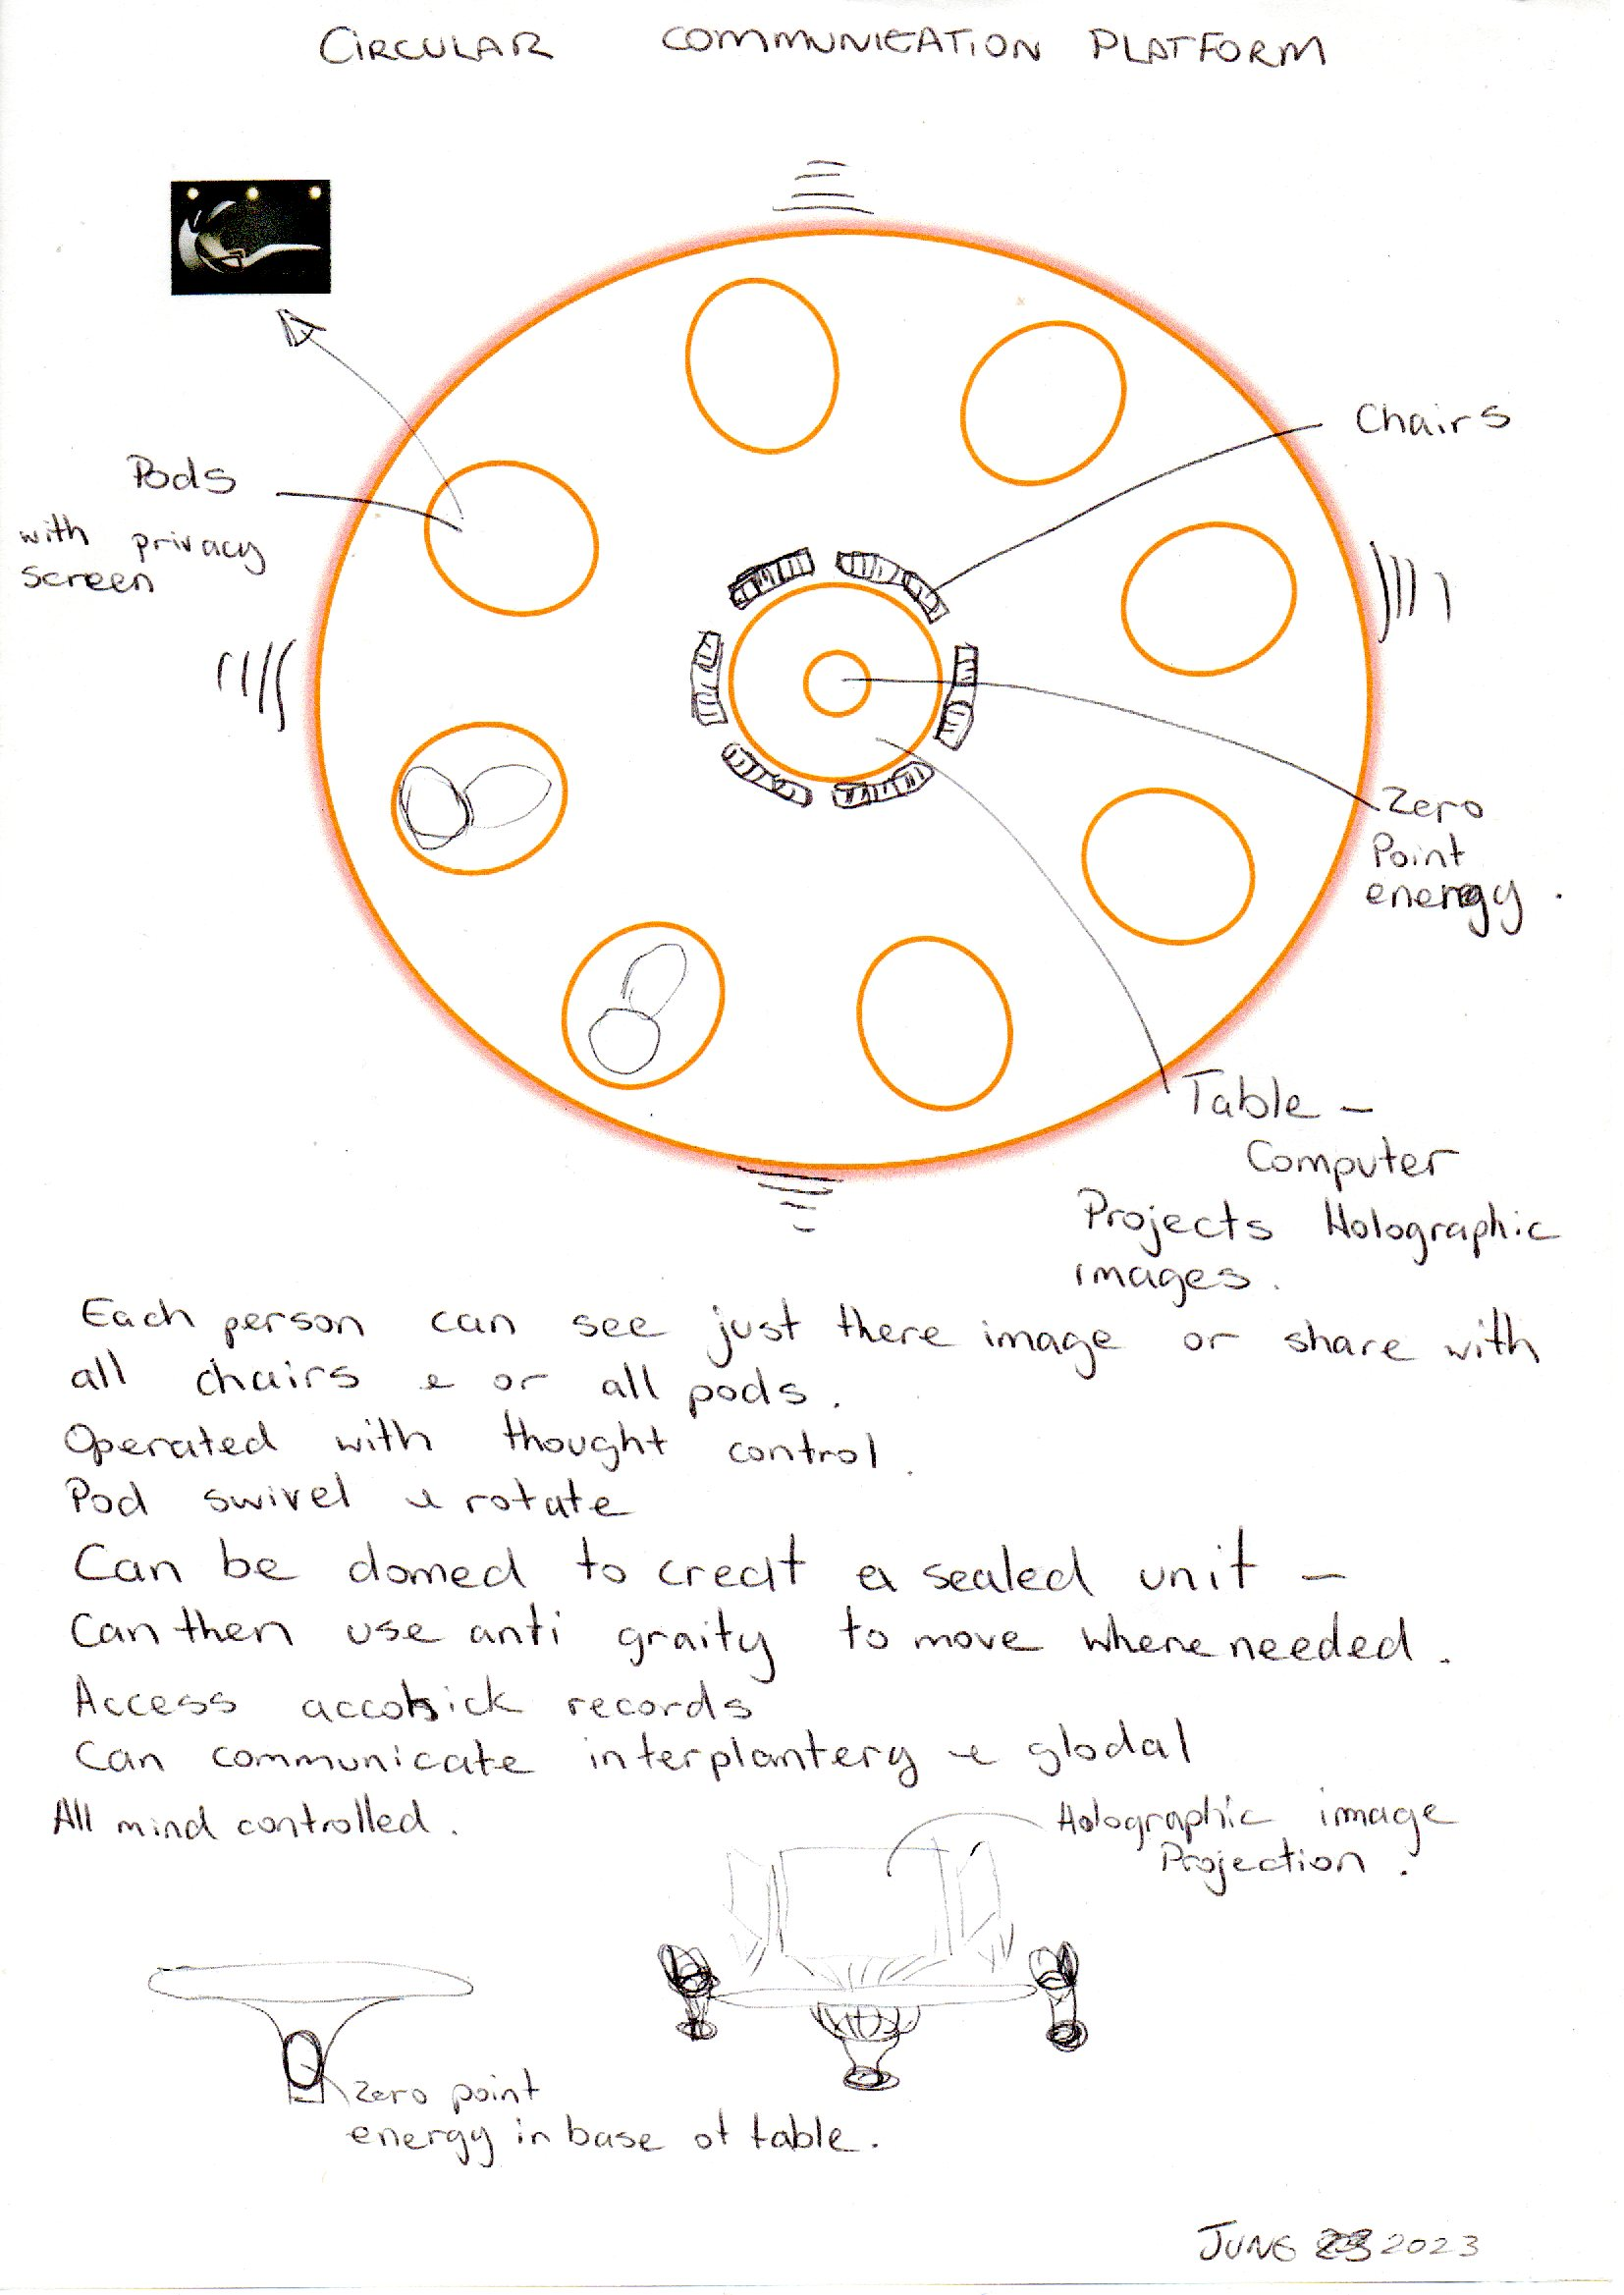 CIRCULAR COMMUNICATION PLATFORM
Chairs
Pods
with privacy
screen
Zero
Point
energy.
Table -
Computer
Projects Holographic
images.
Each person can see just there image or share with
all chairs & or all pods.
Operated with thought control.
Pod swivel & rotate
Can be domed to creat a sealed unit -
Can then use anti graity to move where needed.
Access accohsick records
Can communicate interplantery & glodal
All mind controlled.
Holographic image
Projection.
Zero point
energy in base of table.
JUNE 2023